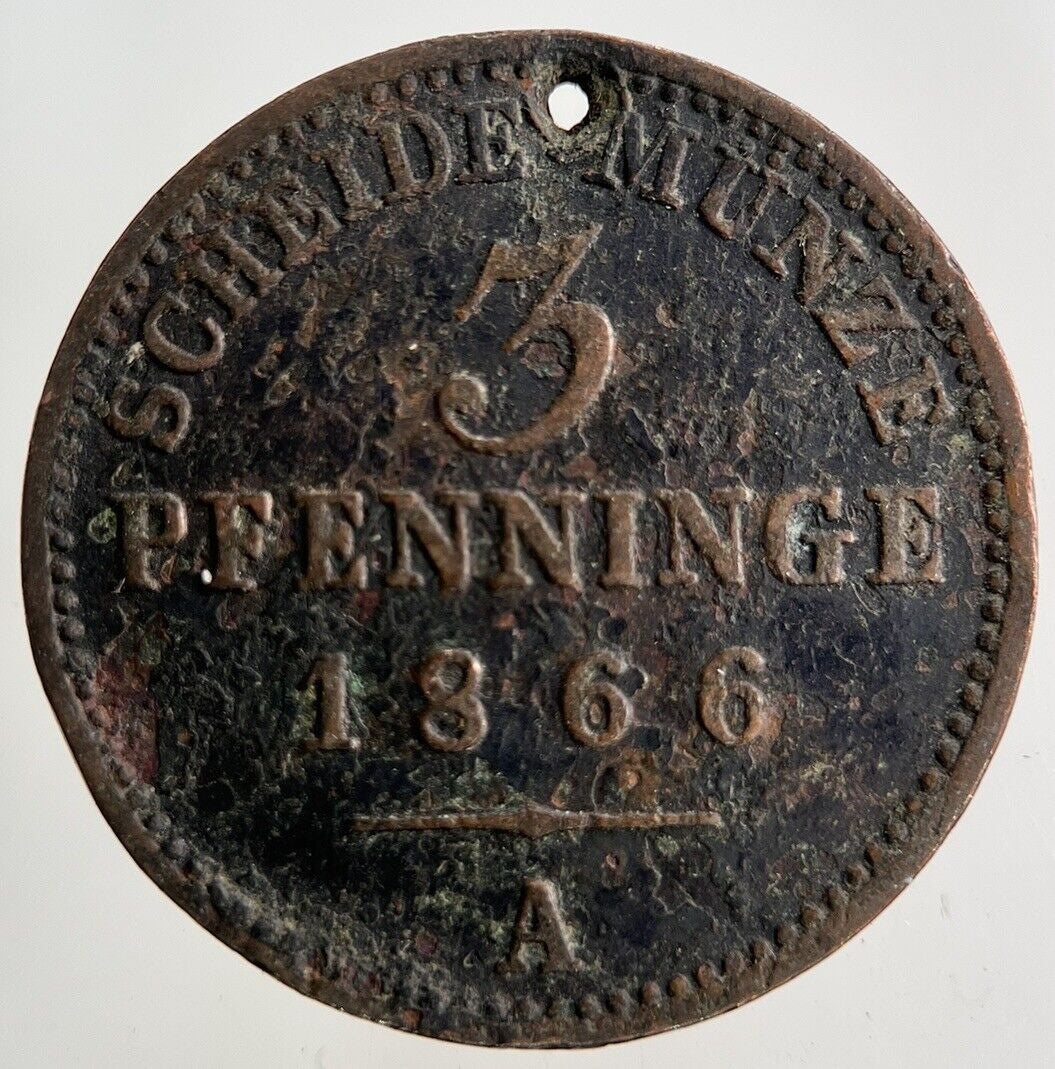 SCHEIDE MÜNZE
3
PFENNINGE
1866
A